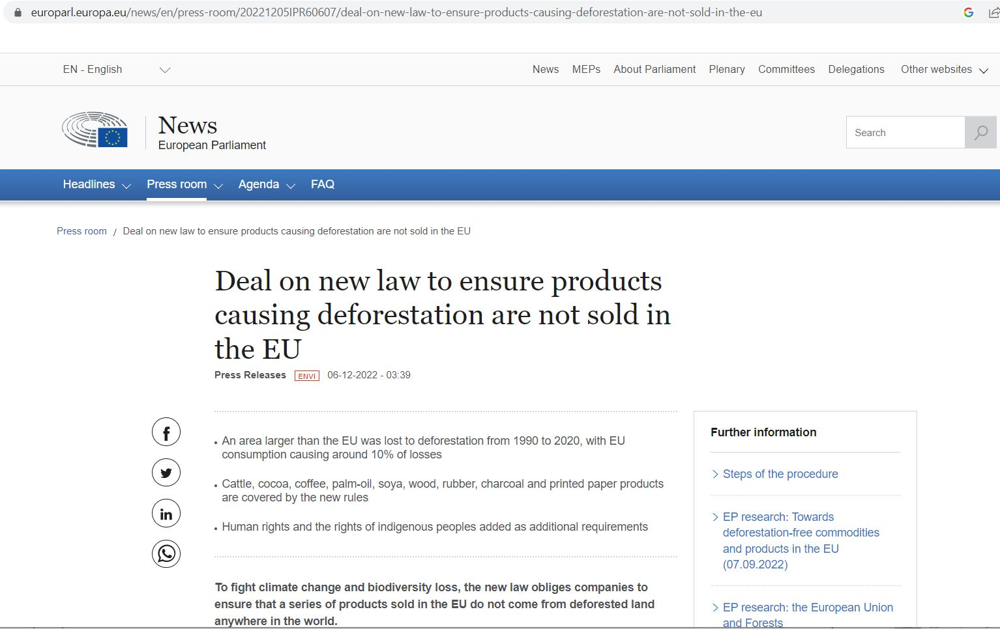 europarl.europa.eu/news/en/press-room/20221205IPR60607/deal-on-new-law-to-ensure-products-causing-deforestation-are-not-sold-in-the-eu
EN - English
News MEPs About Parliament Plenary Committees Delegations Other websites
News
European Parliament
Search
Headlines Press room Agenda FAQ
Press room / Deal on new law to ensure products causing deforestation are not sold in the EU
Deal on new law to ensure products
causing deforestation are not sold in
the EU
Press Releases ENVI 06-12-2022 - 03:39
• An area larger than the EU was lost to deforestation from 1990 to 2020, with EU
consumption causing around 10% of losses
• Cattle, cocoa, coffee, palm-oil, soya, wood, rubber, charcoal and printed paper products
are covered by the new rules
• Human rights and the rights of indigenous peoples added as additional requirements
To fight climate change and biodiversity loss, the new law obliges companies to
ensure that a series of products sold in the EU do not come from deforested land
anywhere in the world.
Further information
Steps of the procedure
EP research: Towards
deforestation-free commodities
and products in the EU
(07.09.2022)
EP research: the European Union
and Forests